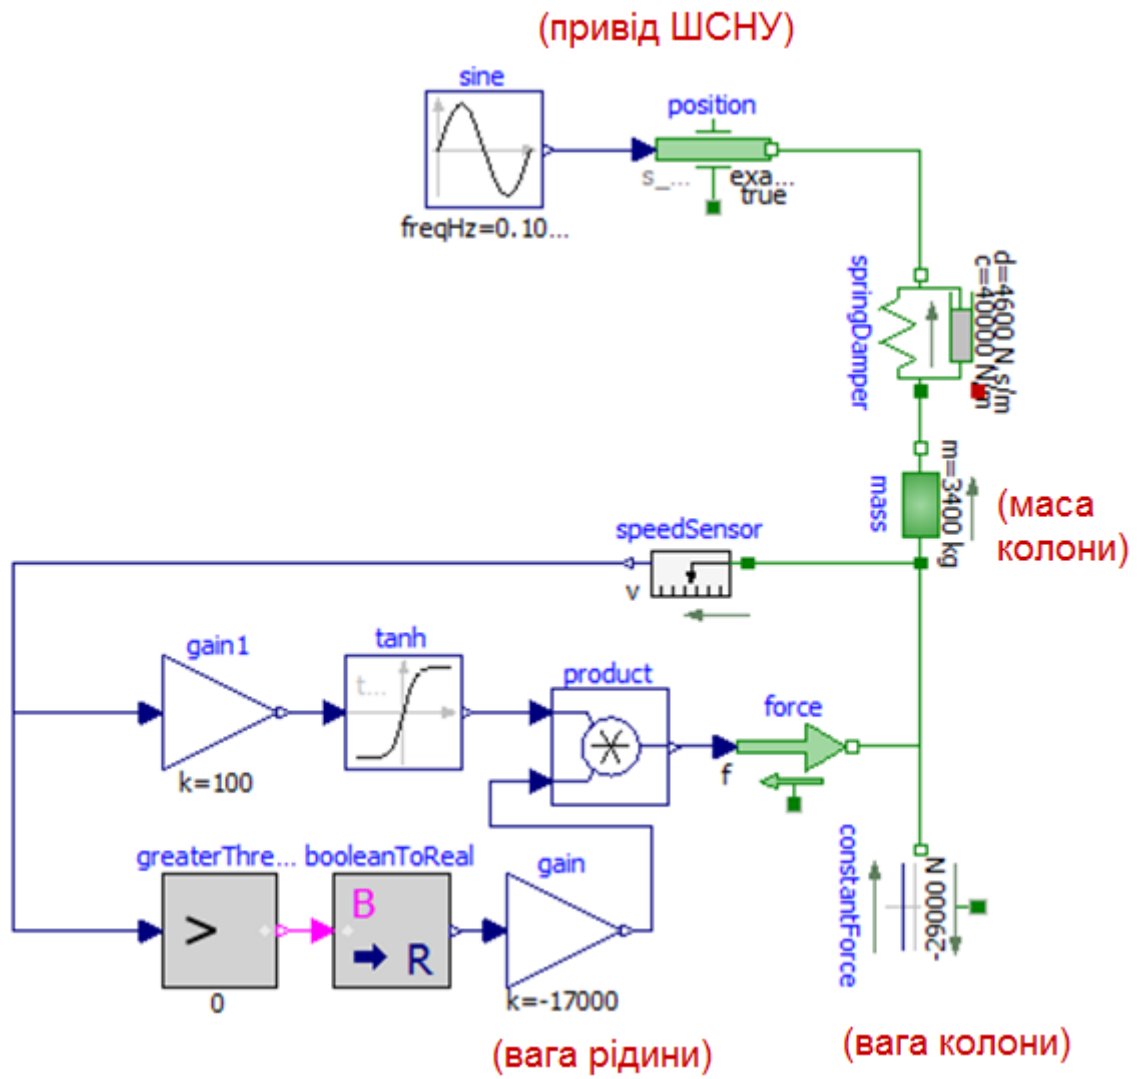 (привід ШСНУ)
sine
position
s_...
exa...
true
freqHz=0.10...
springDamper
d=4600 N.s/m
c=40000 N/m
mass
m=3400 kg
(маса
колони)
speedSensor
v
gain1
tanh
t...
product
force
k=100
f
greaterThre...
booleanToReal
gain
constantForce
-29000 N
>
B
R
0
k=-17000
(вага рідини)
(вага колони)